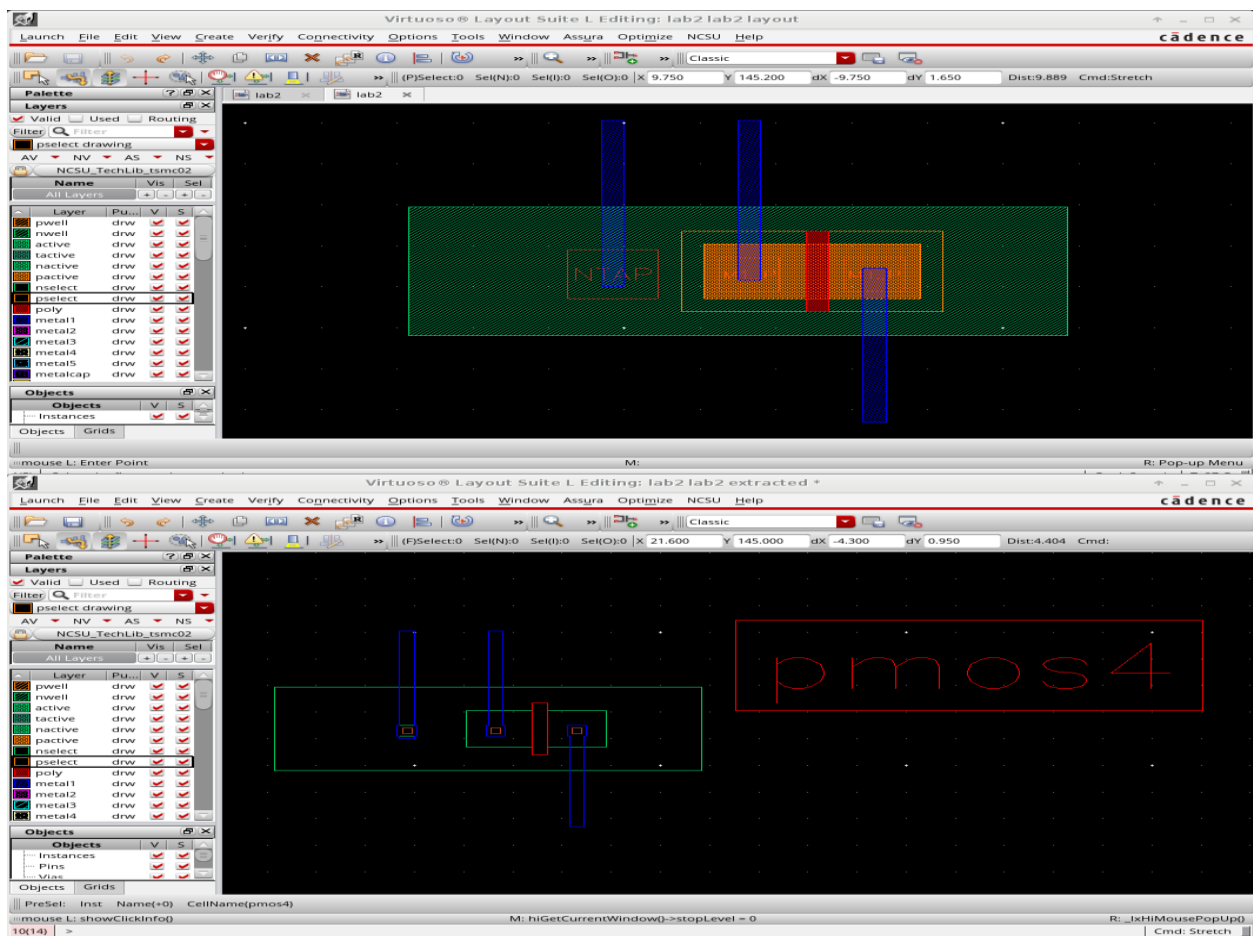 Virtuoso® Layout Suite L Editing: lab2 lab2 layout
Launch File Edit View Create Verify Connectivity Options Tools Window Assura Optimize NCSU Help cādence
Classic
(P)Select:0 Sel(N):0 Sel(I):0 Sel(O):0 X 9.750 Y 145.200 dX -9.750 dY 1.650 Dist:9.889 Cmd:Stretch
Palette
lab2 lab2
Layers
Valid Used Routing
Filter Filter
pselect drawing
AV NV AS NS
NCSU_TechLib_tsmc02
Name Vis Sel
All Layers + - + -
Layer Pu... V S
pwell drw
nwell drw
active drw
tactive drw
nactive drw
pactive drw
nselect drw
pselect drw
poly drw
metal1 drw
metal2 drw
metal3 drw
metal4 drw
metal5 drw
metalcap drw
NTAP
Objects
Objects V S
Instances
Objects Grids
mouse L: Enter Point M: R: Pop-up Menu
Virtuoso® Layout Suite L Editing: lab2 lab2 extracted *
Launch File Edit View Create Verify Connectivity Options Tools Window Assura Optimize NCSU Help cādence
Classic
(F)Select:0 Sel(N):0 Sel(I):0 Sel(O):0 X 21.600 Y 145.000 dX -4.300 dY 0.950 Dist:4.404 Cmd:
Palette
Layers
Valid Used Routing
Filter Filter
pselect drawing
AV NV AS NS
NCSU_TechLib_tsmc02
Name Vis Sel
All Layers + - + -
Layer Pu... V S
pwell drw
nwell drw
active drw
tactive drw
nactive drw
pactive drw
nselect drw
pselect drw
poly drw
metal1 drw
metal2 drw
metal3 drw
metal4 drw
pmos4
Objects
Objects V S
Instances
Pins
Vias
Objects Grids
PreSel: Inst Name(+0) CellName(pmos4)
mouse L: showClickInfo() M: hiGetCurrentWindow()->stopLevel = 0 R: _lxHiMousePopUp()
10(14) > Cmd: Stretch